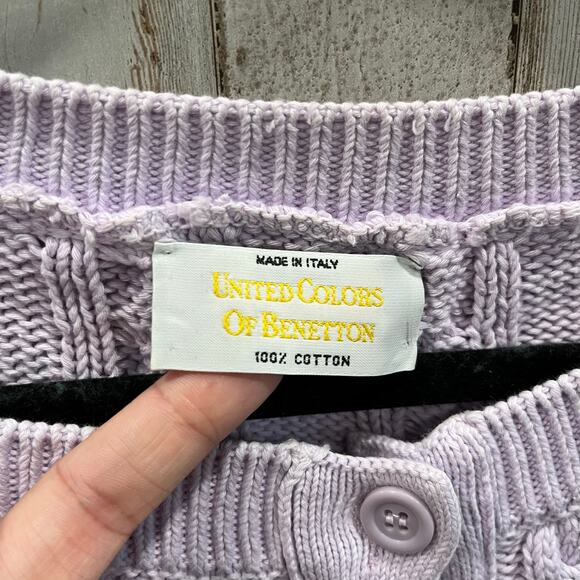 MADE IN ITALY
UNITED COLORS
OF BENETTON
100% COTTON